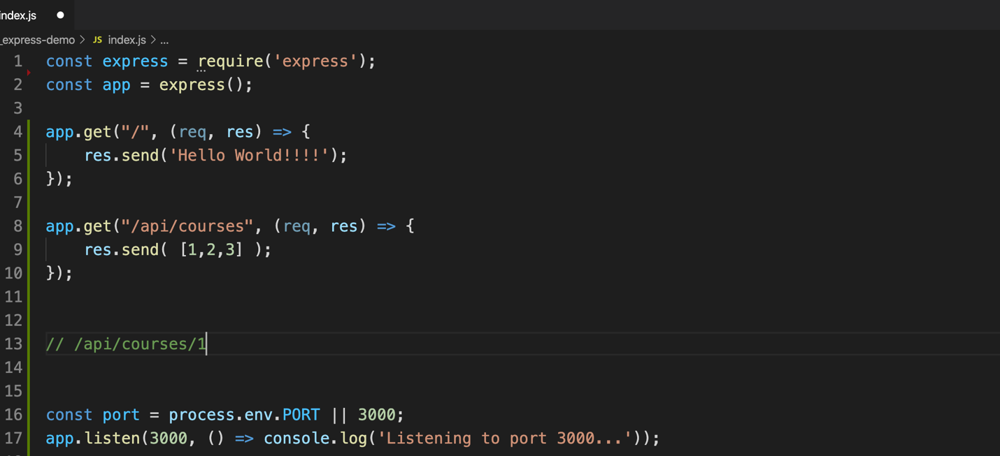 index.js
_express-demo > JS index.js > ...
1 const express = require('express');
2 const app = express();
3
4 app.get("/", (req, res) => {
5     res.send('Hello World!!!!');
6 });
7
8 app.get("/api/courses", (req, res) => {
9     res.send( [1,2,3] );
10 });
11
12
13 // /api/courses/1
14
15
16 const port = process.env.PORT || 3000;
17 app.listen(3000, () => console.log('Listening to port 3000...'));